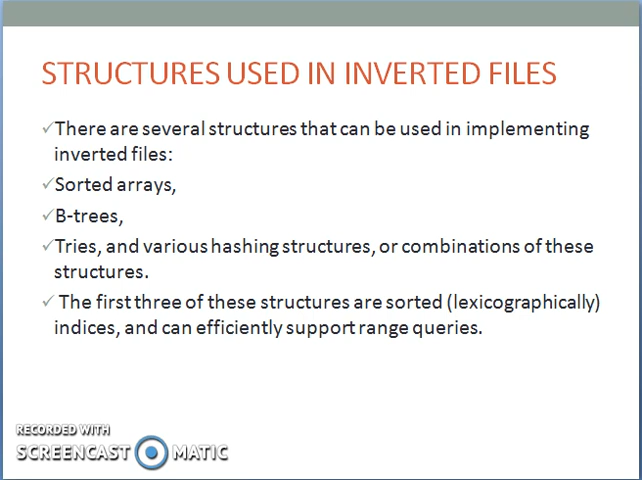 STRUCTURES USED IN INVERTED FILES
✓There are several structures that can be used in implementing
inverted files:
✓Sorted arrays,
✓B-trees,
✓Tries, and various hashing structures, or combinations of these
structures.
✓ The first three of these structures are sorted (lexicographically)
indices, and can efficiently support range queries.
RECORDED WITH
SCREENCAST MATIC